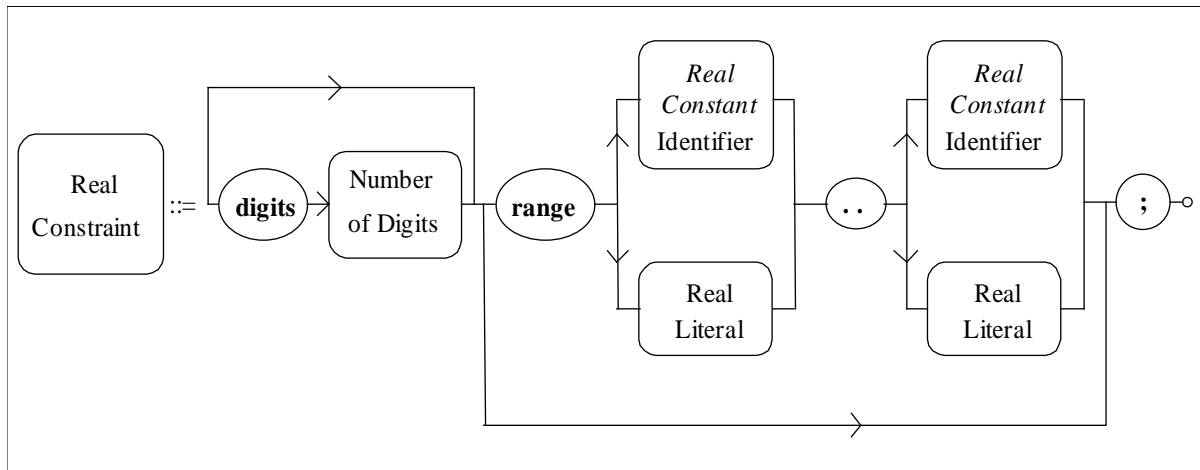 Real
Constraint
::=
digits
Number
of Digits
range
Real
Constant
Identifier
Real
Literal
..
Real
Constant
Identifier
Real
Literal
;